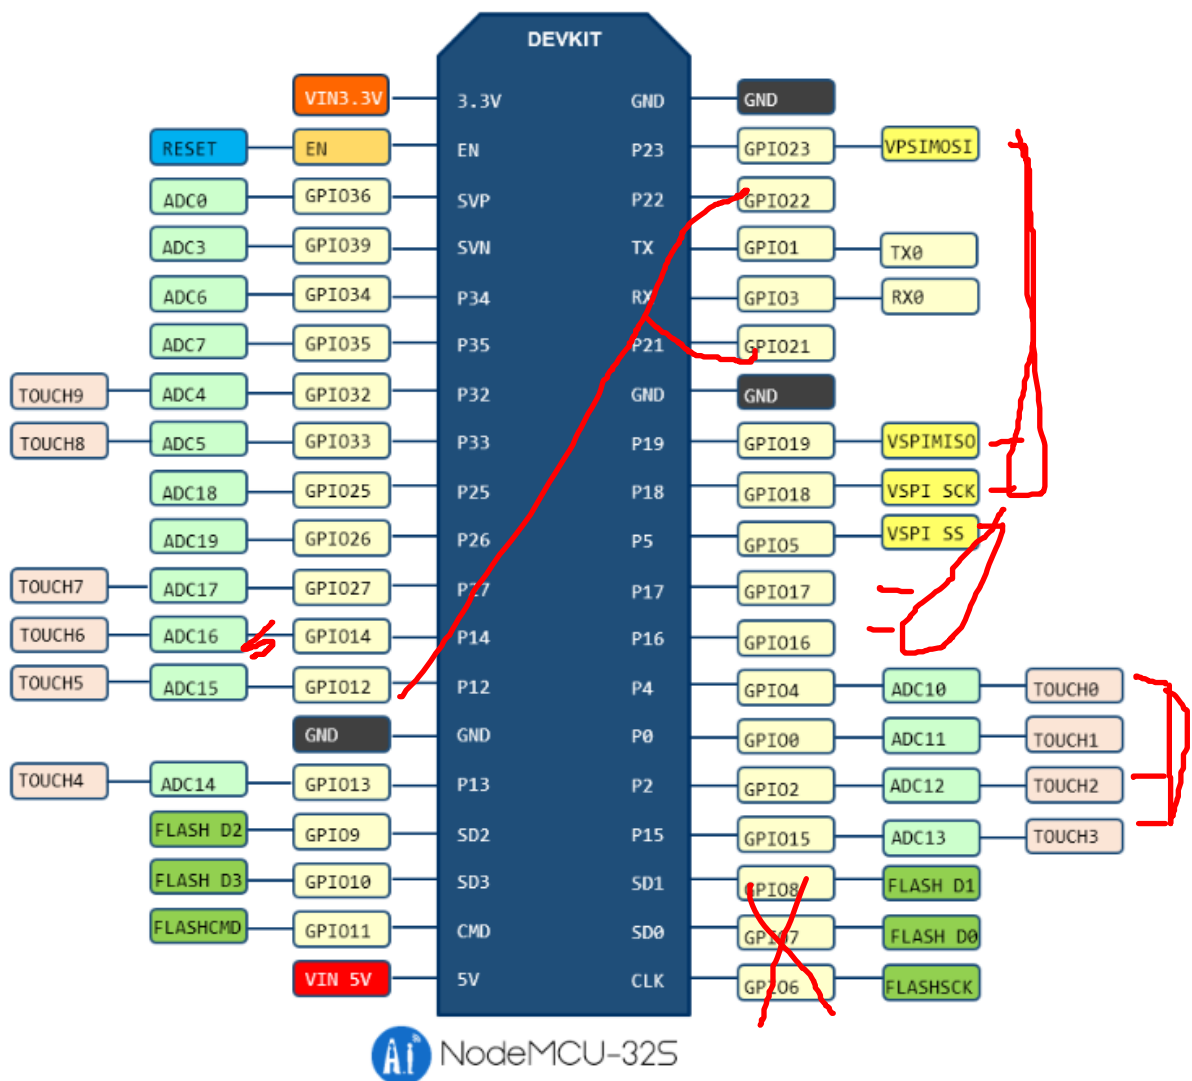 DEVKIT
VIN3.3V 3.3V GND GND
RESET EN EN P23 GPIO23 VPSIMOSI
ADC0 GPIO36 SVP P22 GPIO22
ADC3 GPIO39 SVN TX GPIO1 TX0
ADC6 GPIO34 P34 RX GPIO3 RX0
ADC7 GPIO35 P35 P21 GPIO21
TOUCH9 ADC4 GPIO32 P32 GND GND
TOUCH8 ADC5 GPIO33 P33 P19 GPIO19 VSPIMISO
ADC18 GPIO25 P25 P18 GPIO18 VSPI SCK
ADC19 GPIO26 P26 P5 GPIO5 VSPI SS
TOUCH7 ADC17 GPIO27 P27 P17 GPIO17
TOUCH6 ADC16 GPIO14 P14 P16 GPIO16
TOUCH5 ADC15 GPIO12 P12 P4 GPIO4 ADC10 TOUCH0
GND GND P0 GPIO0 ADC11 TOUCH1
TOUCH4 ADC14 GPIO13 P13 P2 GPIO2 ADC12 TOUCH2
FLASH D2 GPIO9 SD2 P15 GPIO15 ADC13 TOUCH3
FLASH D3 GPIO10 SD3 SD1 GPIO8 FLASH D1
FLASHCMD GPIO11 CMD SD0 GPIO7 FLASH D0
VIN 5V 5V CLK GPIO6 FLASHSCK
Ai NodeMCU-32S